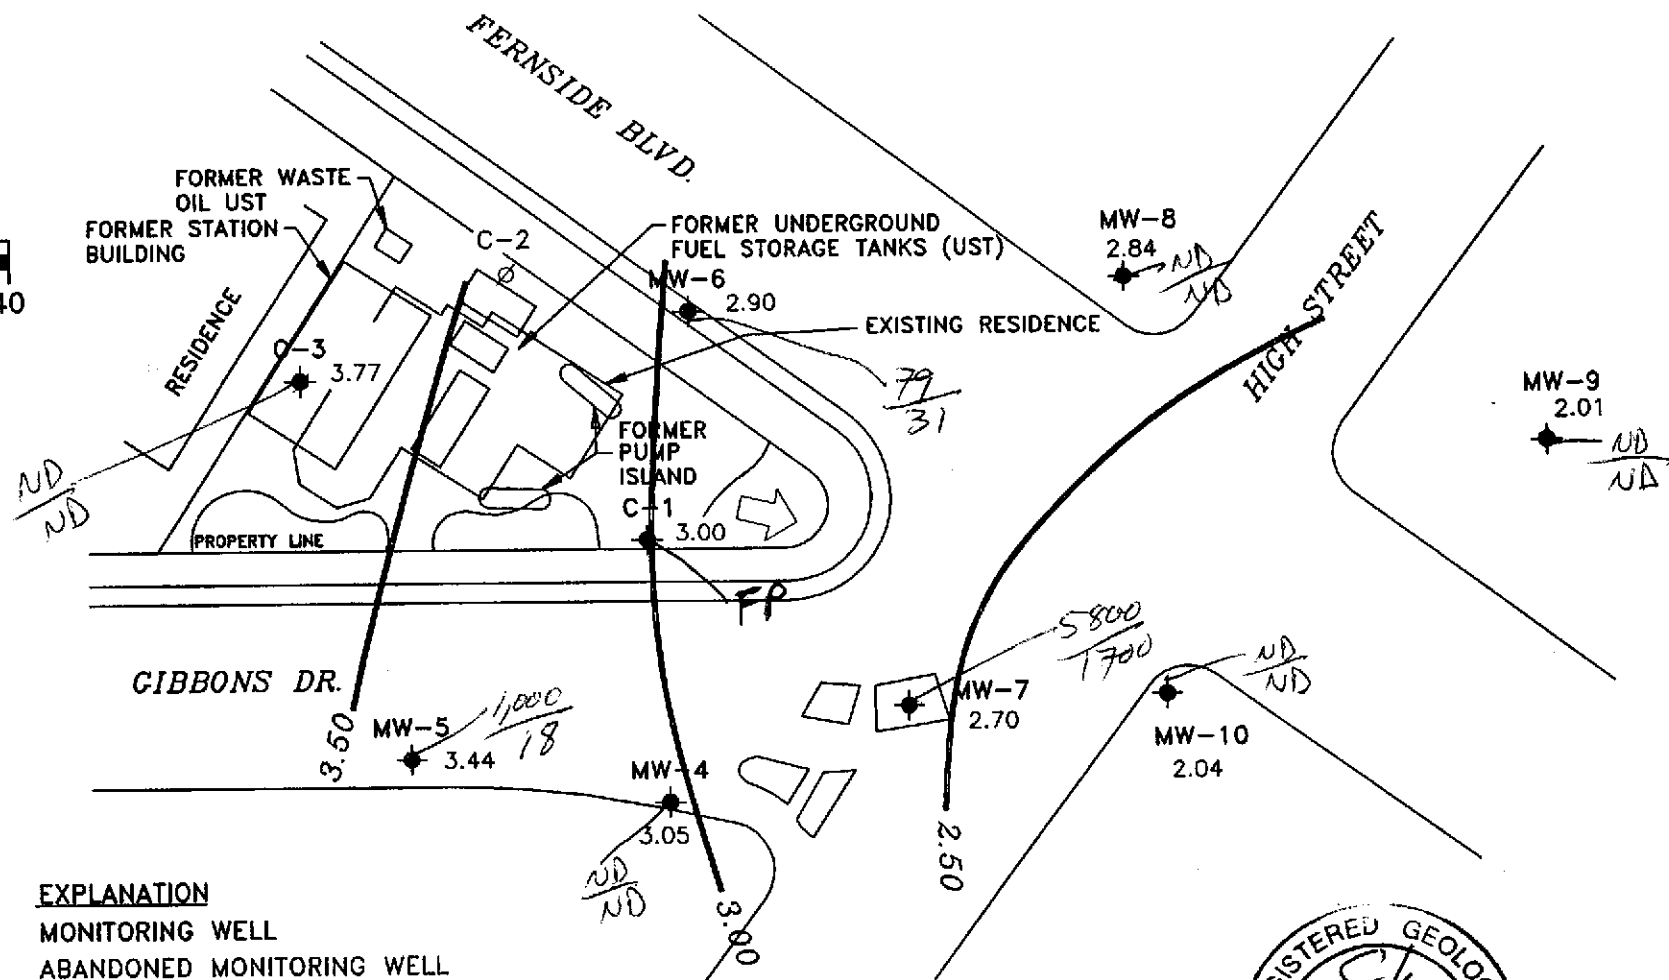 FERNSIDE BLVD.
FORMER WASTE
OIL UST
FORMER STATION
BUILDING
C-2
FORMER UNDERGROUND
FUEL STORAGE TANKS (UST)
MW-8
2.84
ND
ND
HIGH STREET
40
RESIDENCE
MW-6
2.90
EXISTING RESIDENCE
C-3
3.77
79
31
MW-9
2.01
ND
ND
FORMER
PUMP
ISLAND
ND
ND
C-1
3.00
PROPERTY LINE
FP
5800
1700
ND
ND
GIBBONS DR.
MW-7
2.70
MW-10
2.04
3.50
MW-5
3.44
1,000
18
MW-4
3.05
ND
ND
2.50
3.00
EXPLANATION
MONITORING WELL
ABANDONED MONITORING WELL